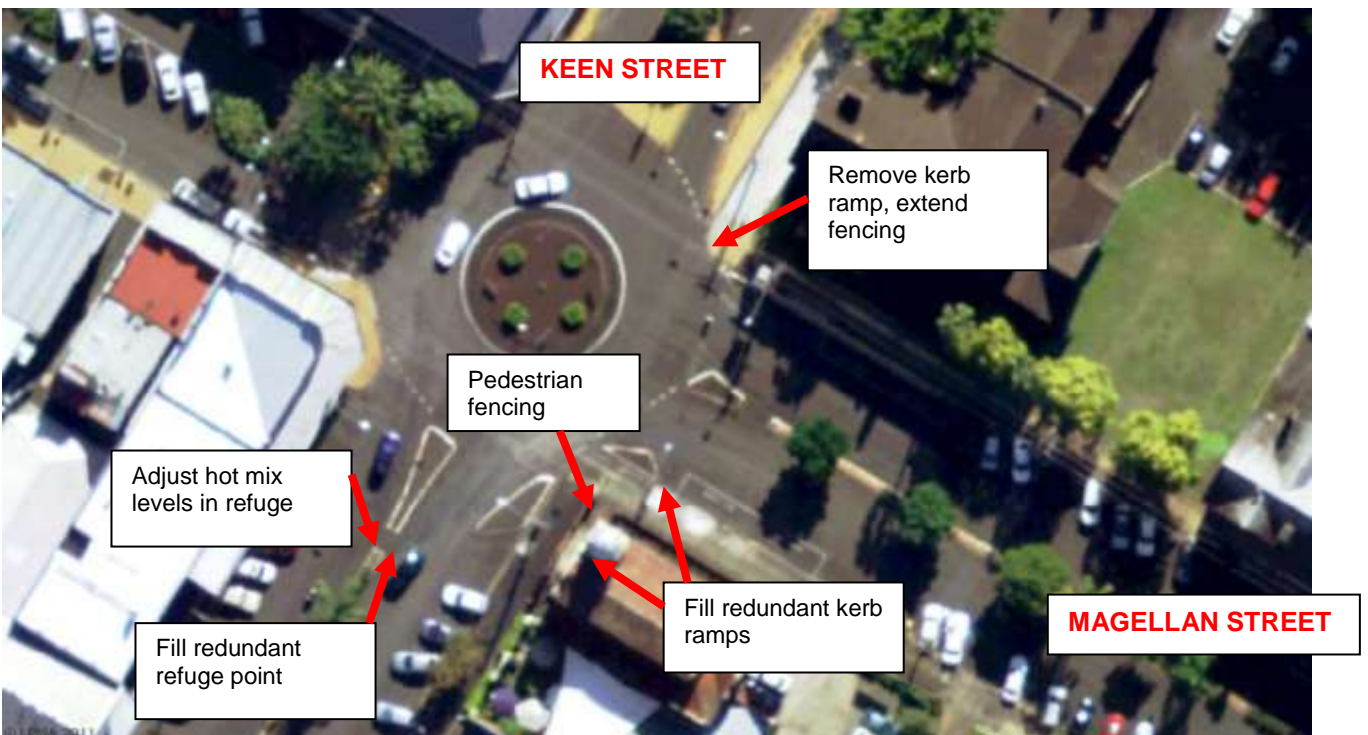 KEEN STREET
Remove kerb
ramp, extend
fencing
Pedestrian
fencing
Adjust hot mix
levels in refuge
Fill redundant kerb
ramps
MAGELLAN STREET
Fill redundant
refuge point